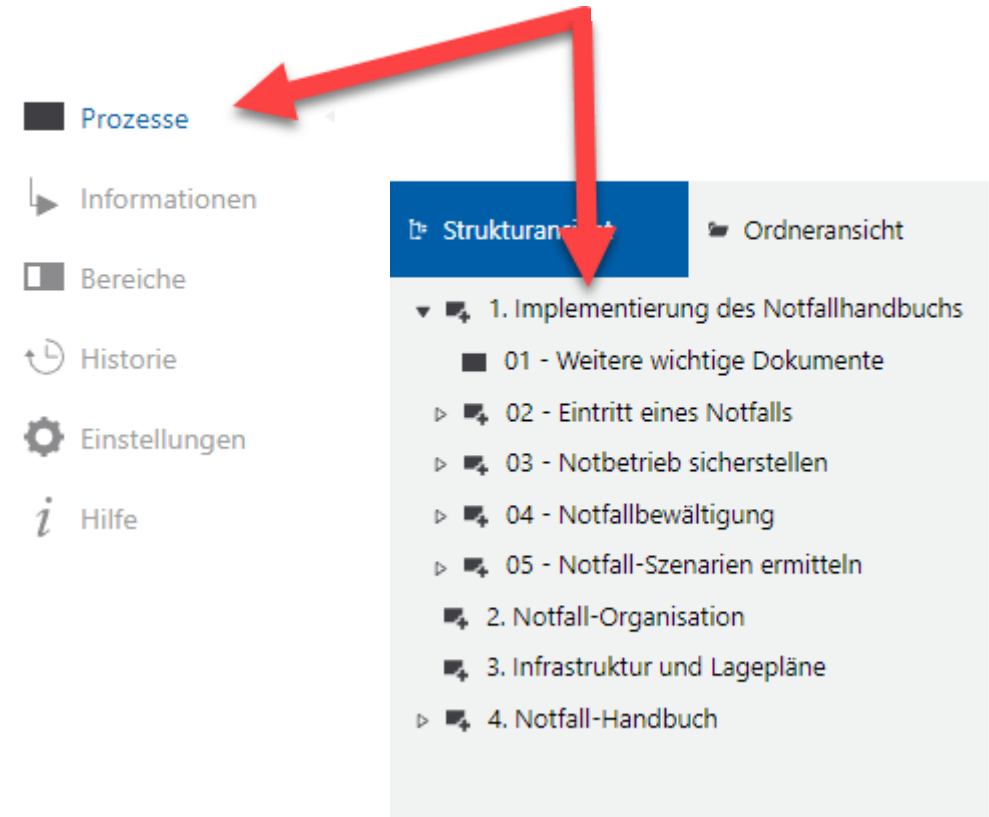 Prozesse
Informationen
Bereiche
Historie
Einstellungen
Hilfe
Ordneransicht
1. Implementierung des Notfallhandbuchs
01 - Weitere wichtige Dokumente
02 - Eintritt eines Notfalls
03 - Notbetrieb sicherstellen
04 - Notfallbewältigung
05 - Notfall-Szenarien ermitteln
2. Notfall-Organisation
3. Infrastruktur und Lagepläne
4. Notfall-Handbuch